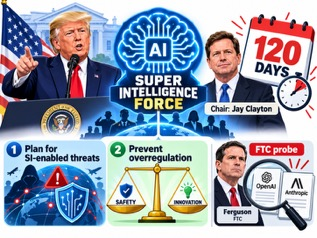 AI
SUPER
INTELLIGENCE
FORCE
120
DAYS
Chair: Jay Clayton
1 Plan for
SI-enabled threats
2 Prevent
overregulation
SAFETY
INNOVATION
FTC probe
OpenAI
Anthropic
Ferguson
FTC